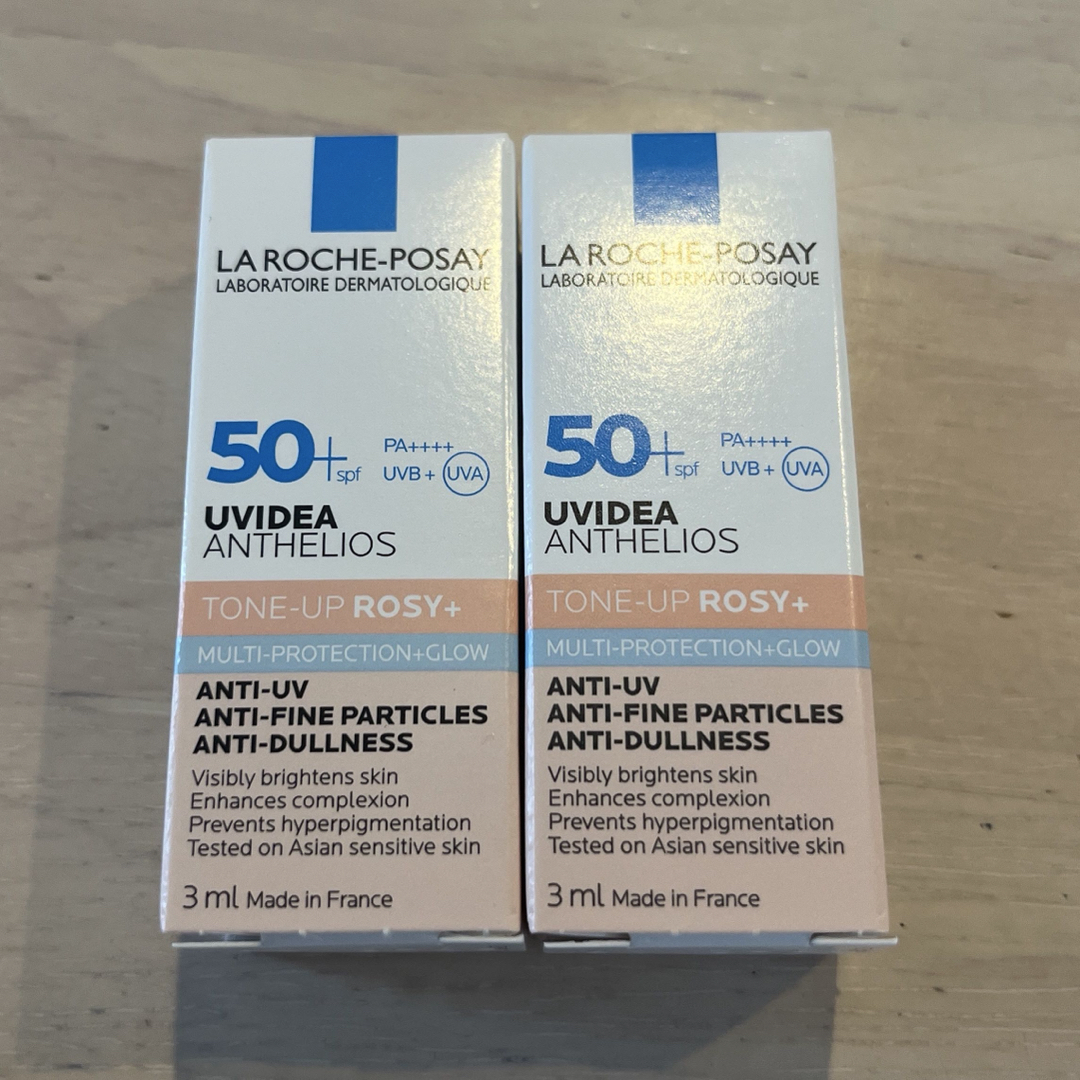 LA ROCHE-POSAY
LABORATOIRE DERMATOLOGIQUE
50+ spf
PA++++
UVB + UVA
UVIDEA
ANTHELIOS
TONE-UP ROSY+
MULTI-PROTECTION+GLOW
ANTI-UV
ANTI-FINE PARTICLES
ANTI-DULLNESS
Visibly brightens skin
Enhances complexion
Prevents hyperpigmentation
Tested on Asian sensitive skin
3 ml Made in France
LA ROCHE-POSAY
LABORATOIRE DERMATOLOGIQUE
50+ spf
PA++++
UVB + UVA
UVIDEA
ANTHELIOS
TONE-UP ROSY+
MULTI-PROTECTION+GLOW
ANTI-UV
ANTI-FINE PARTICLES
ANTI-DULLNESS
Visibly brightens skin
Enhances complexion
Prevents hyperpigmentation
Tested on Asian sensitive skin
3 ml Made in France